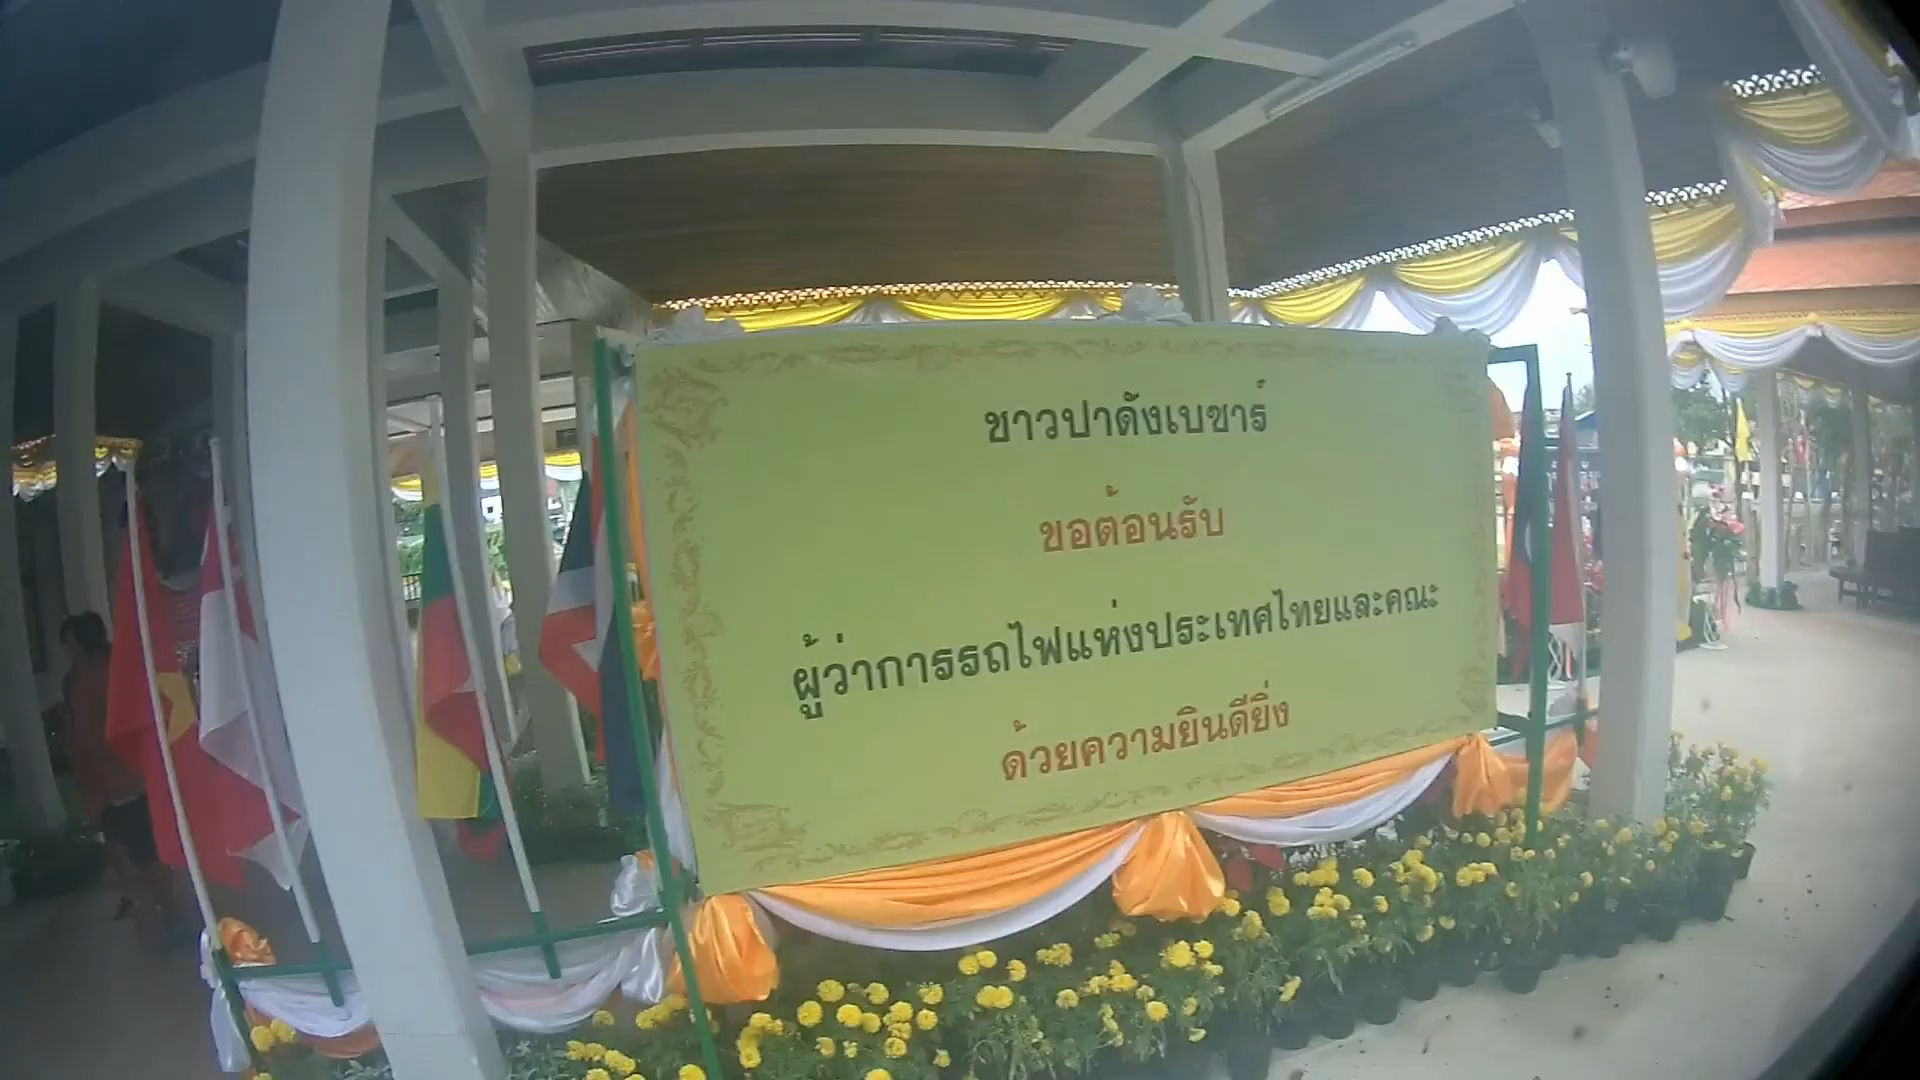 ชาวปาดังเบซาร์
ขอต้อนรับ
ผู้ว่าการรถไฟแห่งประเทศไทยและคณะ
ด้วยความยินดียิ่ง